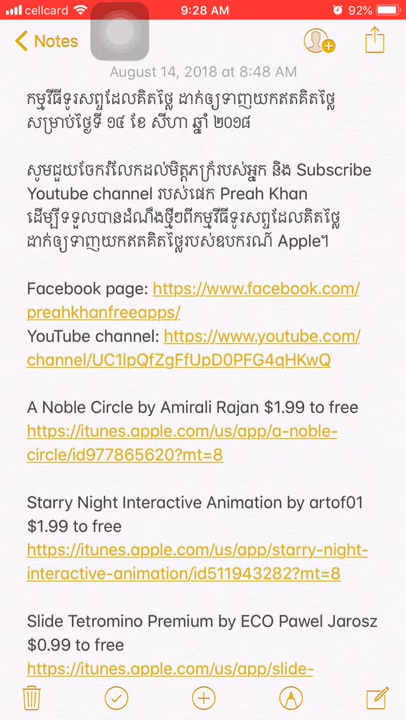 cellcard 9:28 AM 92%
Notes
August 14, 2018 at 8:48 AM
កម្មវីធីទូរសព្ទដែលគិតថ្លៃ ដាក់ឲ្យទាញយកឥតគិតថ្លៃ
សម្រាប់ថ្ងៃទី ១៤ ខែ សីហា ឆ្នាំ ២០១៨
សូមជួយចែករំលែកដល់មិត្តភក្រ័របស់អ្នក និង Subscribe
Youtube channel របស់ផេក Preah Khan
ដើម្បីទទួលបានដំណឹងថ្មីៗពីកម្មវីធីទូរសព្ទដែលគិតថ្លៃ
ដាក់ឲ្យទាញយកឥតគិតថ្លៃរបស់ឧបករណ៍ Apple។
Facebook page: https://www.facebook.com/
preahkhanfreeapps/
YouTube channel: https://www.youtube.com/
channel/UC1lpQfZgFfUpD0PFG4qHKwQ
A Noble Circle by Amirali Rajan $1.99 to free
https://itunes.apple.com/us/app/a-noble-
circle/id977865620?mt=8
Starry Night Interactive Animation by artof01
$1.99 to free
https://itunes.apple.com/us/app/starry-night-
interactive-animation/id511943282?mt=8
Slide Tetromino Premium by ECO Pawel Jarosz
$0.99 to free
https://itunes.apple.com/us/app/slide-